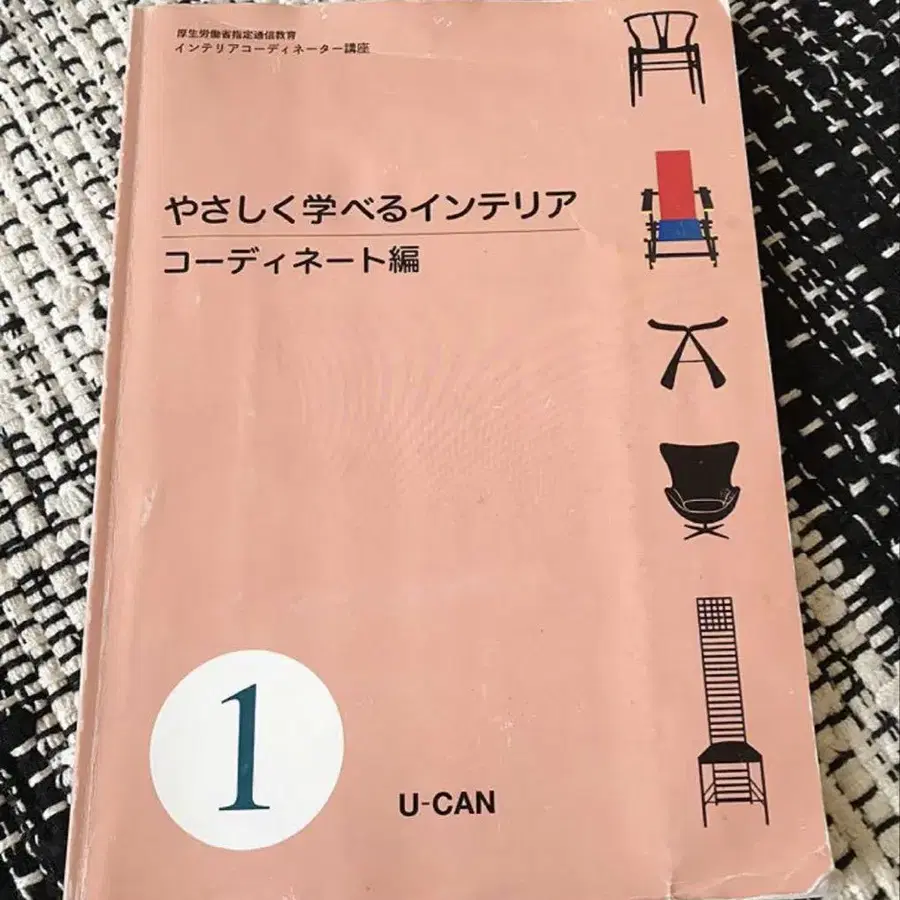 厚生労働省指定通信教育
インテリアコーディネーター講座
やさしく学べるインテリア
コーディネート編
1
U-CAN